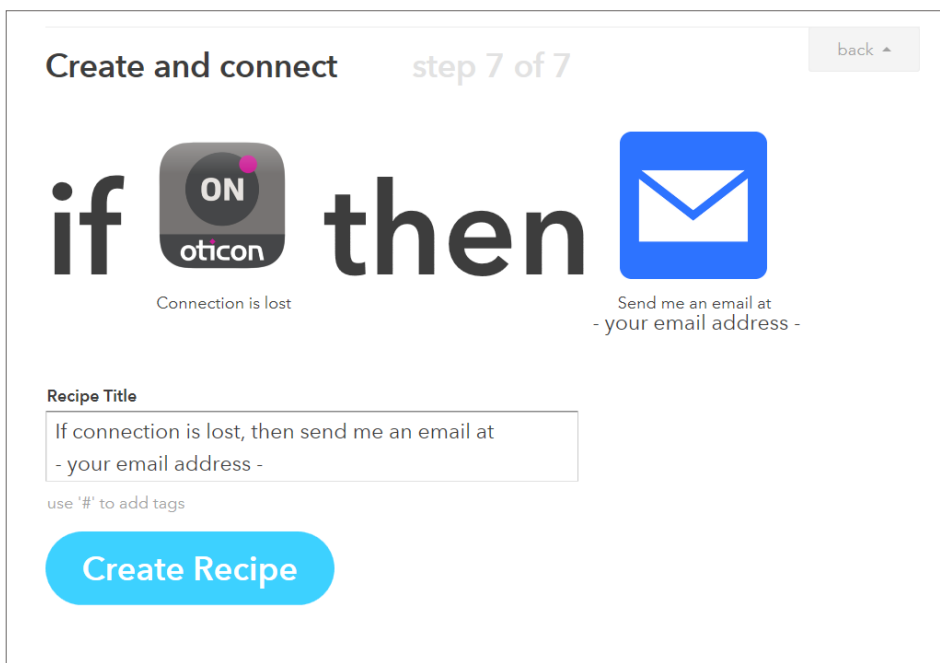 Create and connect step 7 of 7 back
if ON oticon then
Connection is lost
Send me an email at
- your email address -
Recipe Title
If connection is lost, then send me an email at
- your email address -
use '#' to add tags
Create Recipe